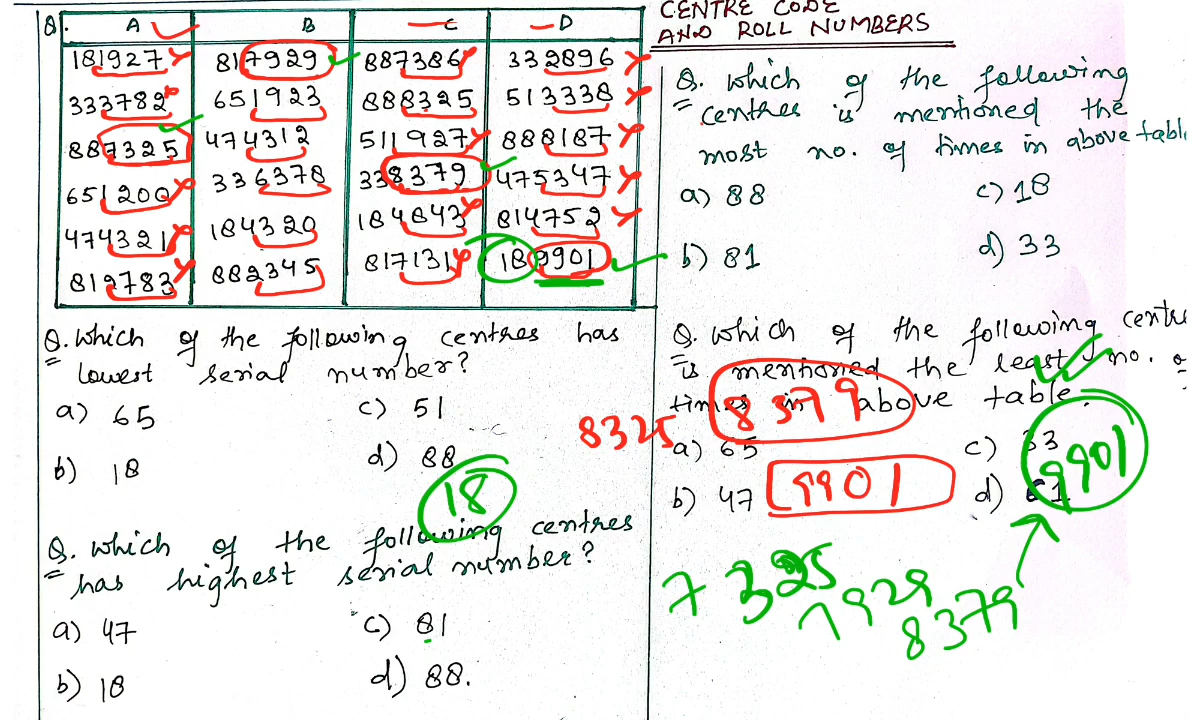 CENTRE CODE
AND ROLL NUMBERS
Q. A B C D
181927 817929 887386 332896
333782 651923 888325 513338
887325 474312 511927 888187
651200 336378 338379 475347
474321 184320 184843 814752
812783 882345 817131 189901
Q. Which of the following centres has
lowest serial number?
a) 65 c) 51
b) 18 d) 88
18
Q. Which of the following centres
has highest serial number?
a) 47 c) 81
b) 18 d) 88.
Q. Which of the following
centres is mentioned the
most no. of times in above table
a) 88 c) 18
b) 81 d) 33
Q. Which of the following centre
is mentioned the least no. of
times in above table.
8325 8379
a) 65 c) 33
b) 47 9901 d) 9901
7325
7929
8379